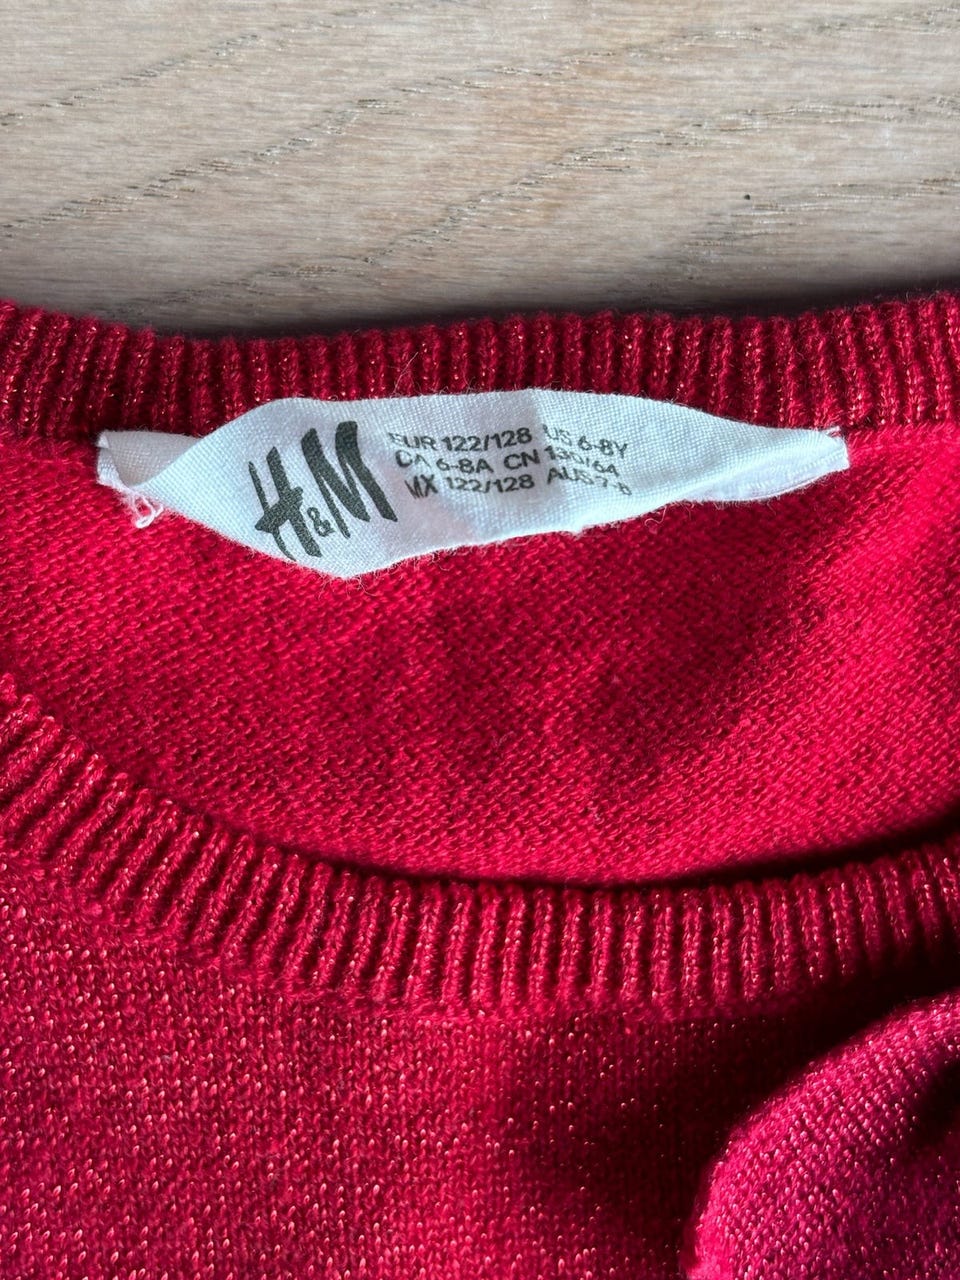 H&M
EUR 122/128 US 6-8Y
CA 6-8A CN 130/64
MX 122/128 AUS 7-8